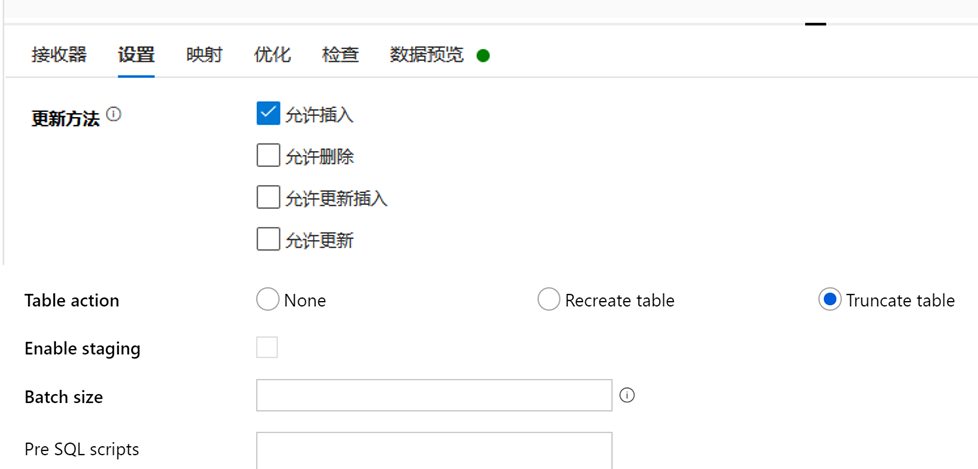 接收器 设置 映射 优化 检查 数据预览
更新方法 允许插入
允许删除
允许更新插入
允许更新
Table action None Recreate table Truncate table
Enable staging
Batch size
Pre SQL scripts